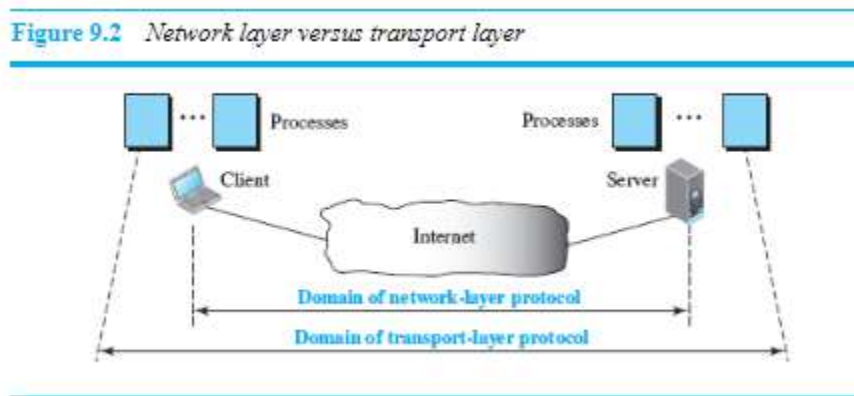 Figure 9.2 Network layer versus transport layer
Processes
Processes
Client
Server
Internet
Domain of network-layer protocol
Domain of transport-layer protocol